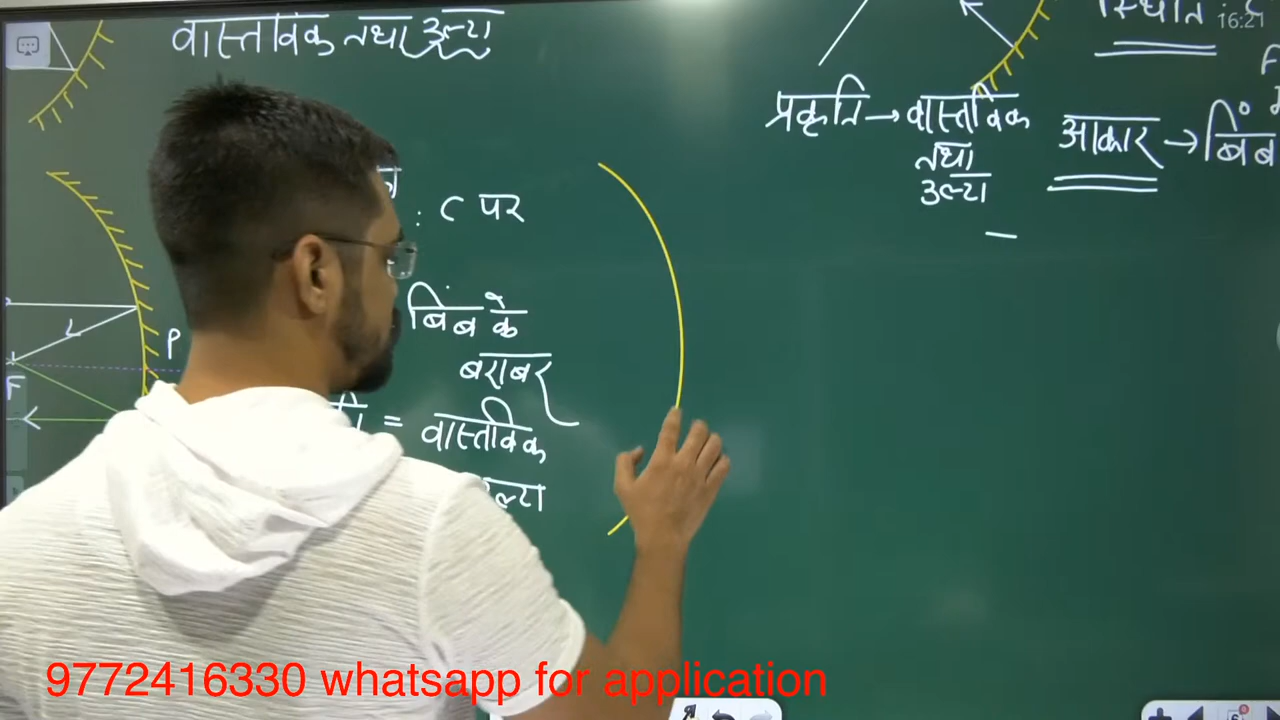 वास्तविक तथा उल्टा
स्थिति :
16:21
प्रकृति → वास्तविक
तथा
उल्टा
आकार → बिंब
: C पर
बिंब के
बराबर
= वास्तविक
P
F
9772416330 whatsapp for application